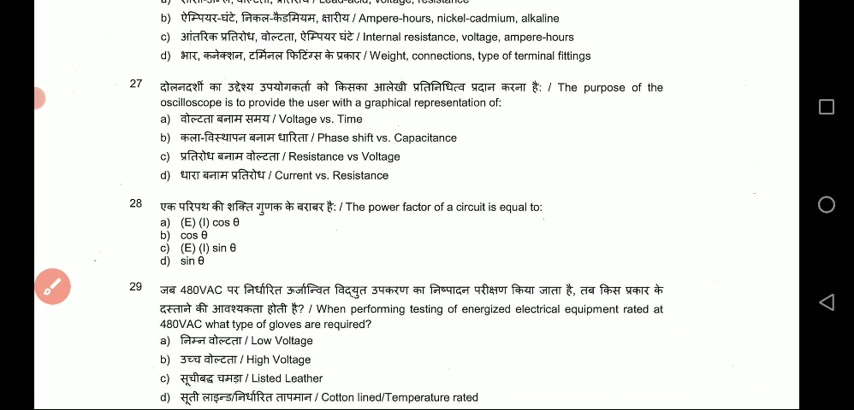 b) ऐम्पियर-घंटे, निकल-कैडमियम, क्षारीय / Ampere-hours, nickel-cadmium, alkaline
c) आंतरिक प्रतिरोध, वोल्टता, ऐम्पियर घंटे / Internal resistance, voltage, ampere-hours
d) भार, कनेक्शन, टर्मिनल फिटिंग्स के प्रकार / Weight, connections, type of terminal fittings
27 दोलनदर्शी का उद्देश्य उपयोगकर्ता को किसका आलेखी प्रतिनिधित्व प्रदान करना है: / The purpose of the
oscilloscope is to provide the user with a graphical representation of:
a) वोल्टता बनाम समय / Voltage vs. Time
b) कला-विस्थापन बनाम धारिता / Phase shift vs. Capacitance
c) प्रतिरोध बनाम वोल्टता / Resistance vs Voltage
d) धारा बनाम प्रतिरोध / Current vs. Resistance
28 एक परिपथ की शक्ति गुणक के बराबर है: / The power factor of a circuit is equal to:
a) (E) (I) cos θ
b) cos θ
c) (E) (I) sin θ
d) sin θ
29 जब 480VAC पर निर्धारित ऊर्जान्वित विद्युत उपकरण का निष्पादन परीक्षण किया जाता है, तब किस प्रकार के
दस्ताने की आवश्यकता होती है? / When performing testing of energized electrical equipment rated at
480VAC what type of gloves are required?
a) निम्न वोल्टता / Low Voltage
b) उच्च वोल्टता / High Voltage
c) सूचीबद्ध चमड़ा / Listed Leather
d) सूती लाइन्ड/निर्धारित तापमान / Cotton lined/Temperature rated